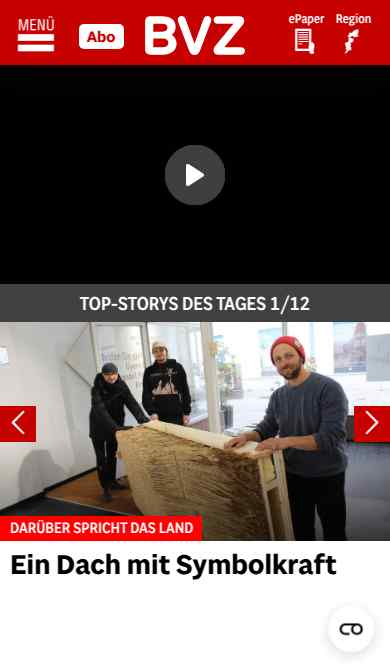 MENÜ
Abo
BVZ
ePaper
Region
TOP-STORYS DES TAGES 1/12
DARÜBER SPRICHT DAS LAND
Ein Dach mit Symbolkraft